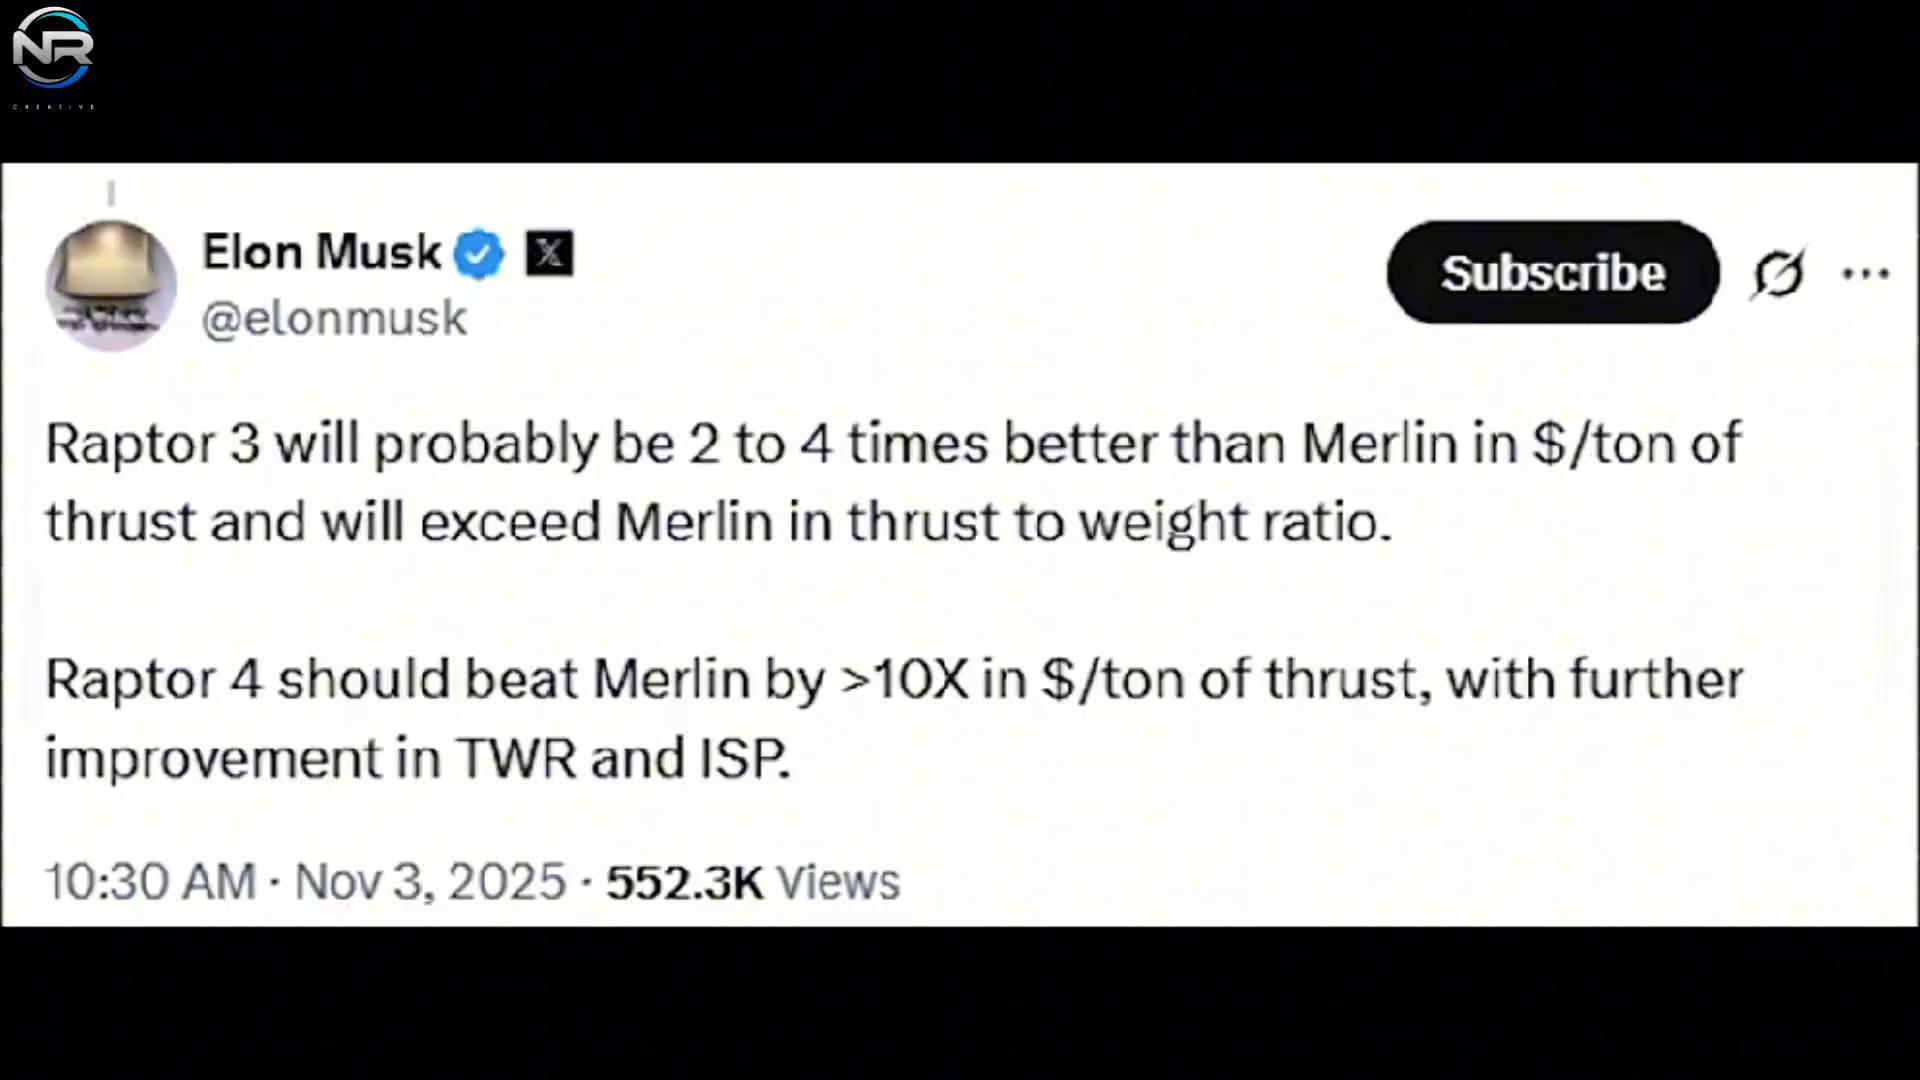 NR
CREATIVE
Elon Musk
@elonmusk
Subscribe
Raptor 3 will probably be 2 to 4 times better than Merlin in $/ton of
thrust and will exceed Merlin in thrust to weight ratio.
Raptor 4 should beat Merlin by >10X in $/ton of thrust, with further
improvement in TWR and ISP.
10:30 AM · Nov 3, 2025 · 552.3K Views